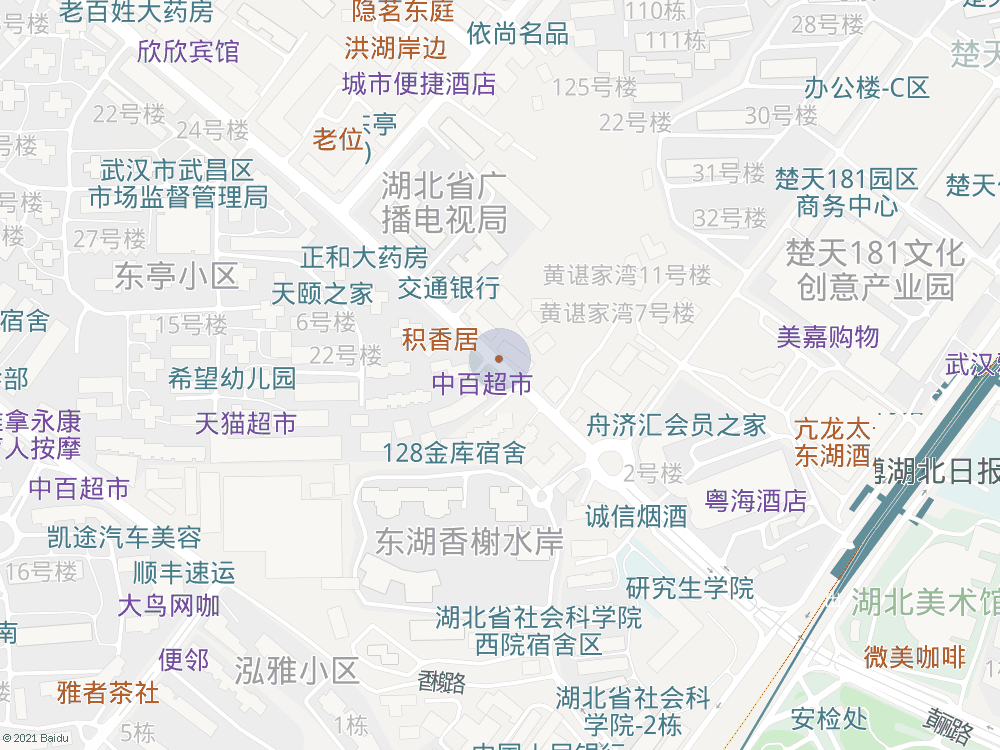 老百姓大药房
隐茗东庭
110栋
28号楼
欣欣宾馆
洪湖岸边
依尚名品
111栋
楚天
城市便捷酒店
125号楼
办公楼-C区
22号楼
24号楼
老位
22号楼
30号楼
武汉市武昌区
市场监督管理局
湖北省广
播电视局
31号楼
楚天181园区
商务中心
楚天
32号楼
27号楼
东亭小区
正和大药房
天颐之家
交通银行
黄谌家湾11号楼
楚天181文化
创意产业园
宿舍
15号楼
6号楼
22号楼
积香居
黄谌家湾7号楼
美嘉购物
希望幼儿园
中百超市
天猫超市
拿永康
人按摩
128金库宿舍
舟济汇会员之家
亢龙太
东湖酒
2号楼
湖北日报
中百超市
粤海酒店
诚信烟酒
凯途汽车美容
东湖香榭水岸
16号楼
顺丰速运
研究生学院
大鸟网咖
湖北省社会科学院
西院宿舍区
湖北美术馆
便邻
泓雅小区
香榭路
微美咖啡
雅者茶社
湖北省社会科
学院-2栋
5栋
1栋
安检处
© 2021 Baidu